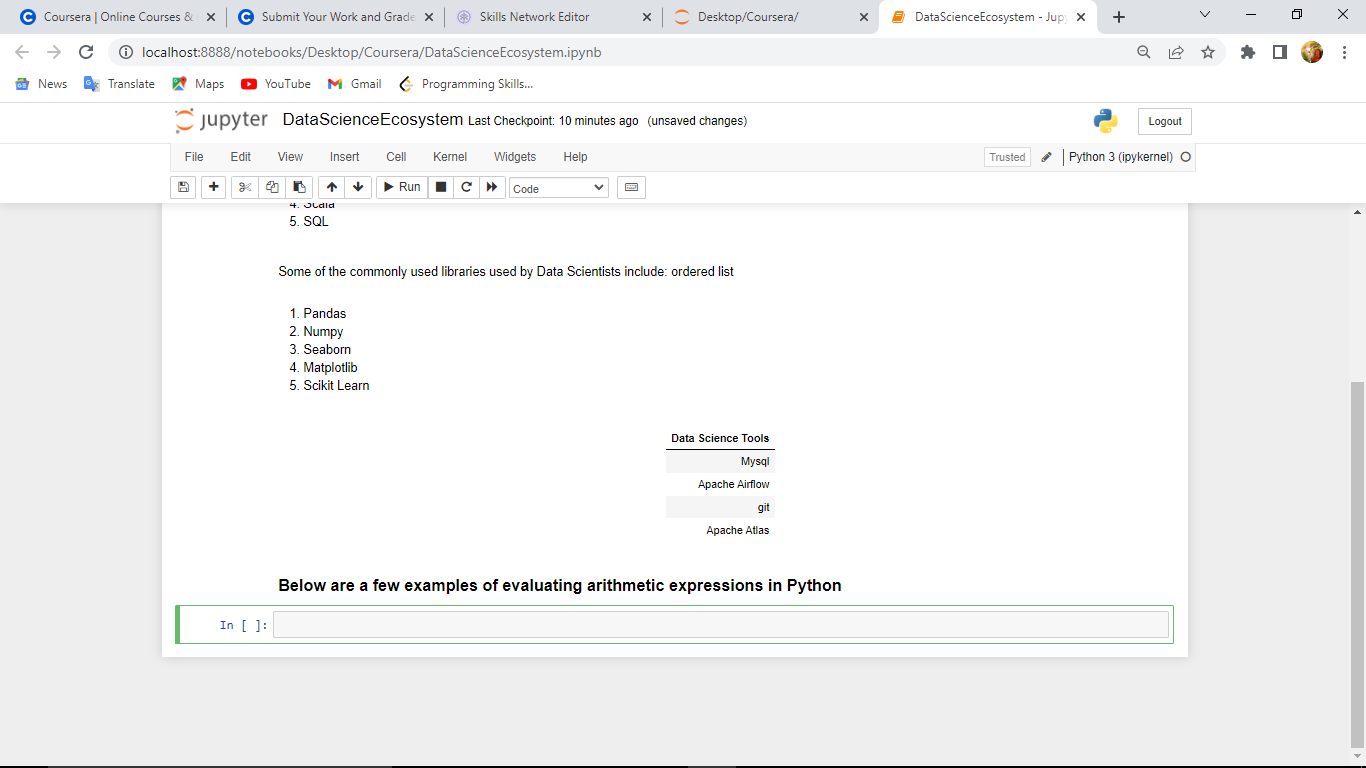 Coursera | Online Courses &
Submit Your Work and Grade
Skills Network Editor
Desktop/Coursera/
DataScienceEcosystem - Jupy
localhost:8888/notebooks/Desktop/Coursera/DataScienceEcosystem.ipynb
News
Translate
Maps
YouTube
Gmail
Programming Skills...
jupyter DataScienceEcosystem Last Checkpoint: 10 minutes ago (unsaved changes)
Logout
File Edit View Insert Cell Kernel Widgets Help
Trusted
Python 3 (ipykernel)
Run
Code
4. Scala
5. SQL
Some of the commonly used libraries used by Data Scientists include: ordered list
1. Pandas
2. Numpy
3. Seaborn
4. Matplotlib
5. Scikit Learn
Data Science Tools
Mysql
Apache Airflow
git
Apache Atlas
Below are a few examples of evaluating arithmetic expressions in Python
In [ ]: